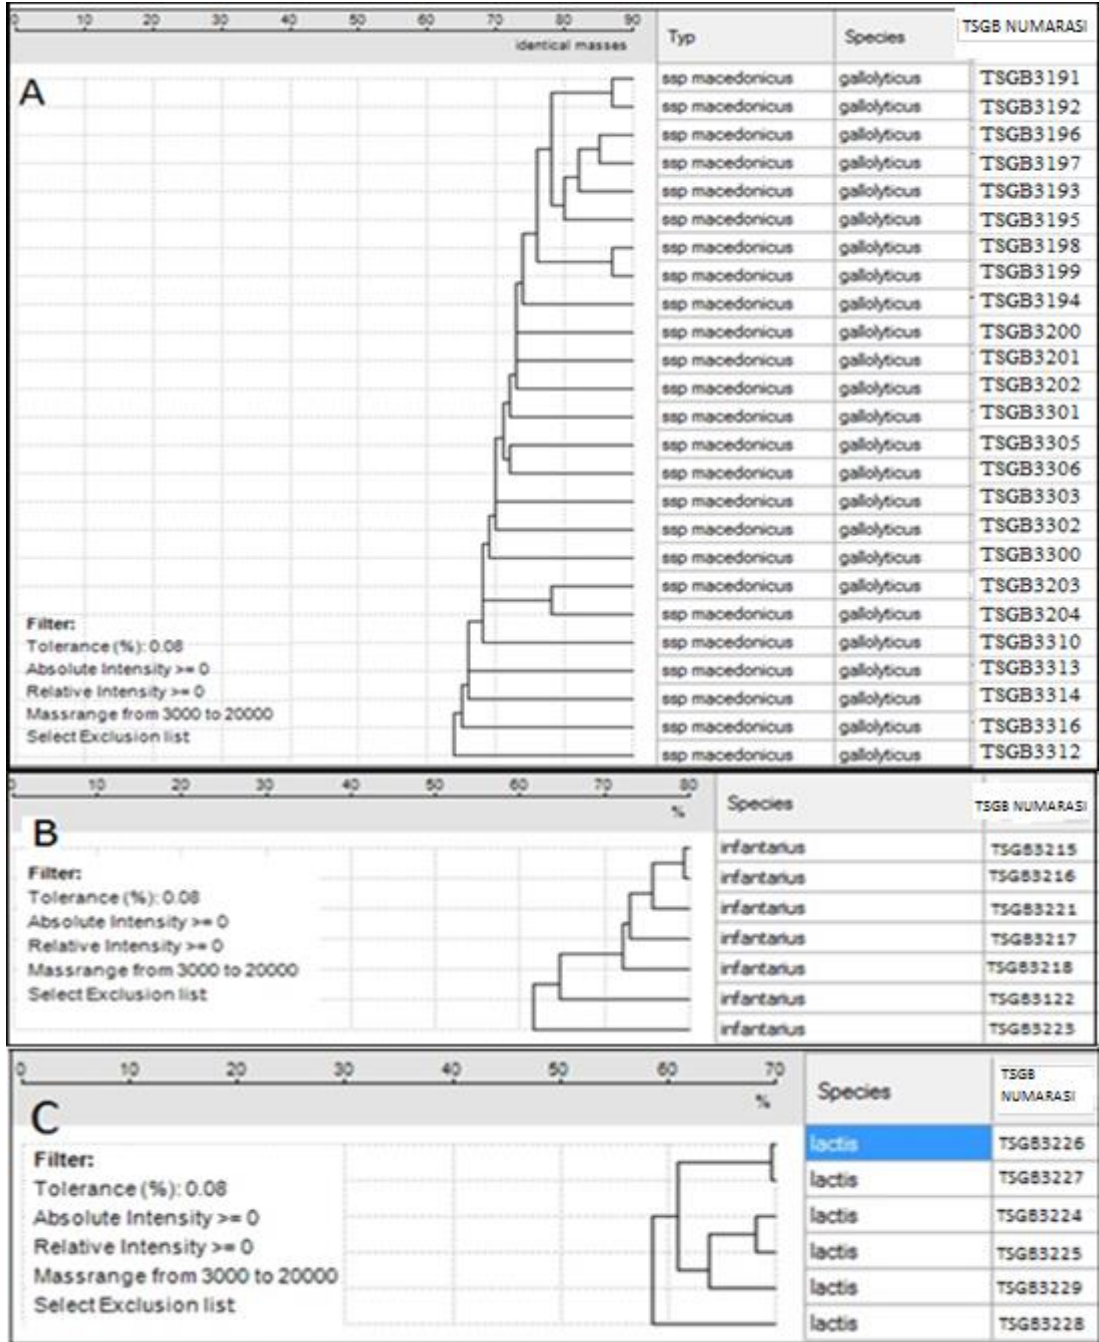 0 10 20 30 40 50 60 70 80 90
identical masses
Typ Species TSGB NUMARASI
A
ssp macedonicus gallolyticus TSGB3191
ssp macedonicus gallolyticus TSGB3192
ssp macedonicus gallolyticus TSGB3196
ssp macedonicus gallolyticus TSGB3197
ssp macedonicus gallolyticus TSGB3193
ssp macedonicus gallolyticus TSGB3195
ssp macedonicus gallolyticus TSGB3198
ssp macedonicus gallolyticus TSGB3199
ssp macedonicus gallolyticus TSGB3194
ssp macedonicus gallolyticus TSGB3200
ssp macedonicus gallolyticus TSGB3201
ssp macedonicus gallolyticus TSGB3202
ssp macedonicus gallolyticus TSGB3301
ssp macedonicus gallolyticus TSGB3305
ssp macedonicus gallolyticus TSGB3306
ssp macedonicus gallolyticus TSGB3303
ssp macedonicus gallolyticus TSGB3302
ssp macedonicus gallolyticus TSGB3300
ssp macedonicus gallolyticus TSGB3203
ssp macedonicus gallolyticus TSGB3204
ssp macedonicus gallolyticus TSGB3310
ssp macedonicus gallolyticus TSGB3313
ssp macedonicus gallolyticus TSGB3314
ssp macedonicus gallolyticus TSGB3316
ssp macedonicus gallolyticus TSGB3312
Filter:
Tolerance (%): 0.08
Absolute Intensity >= 0
Relative Intensity >= 0
Massrange from 3000 to 20000
Select Exclusion list
0 10 20 30 40 50 60 70 80
%
Species TSGB NUMARASI
B
infantarius TSGB3215
infantarius TSGB3216
infantarius TSGB3221
infantarius TSGB3217
infantarius TSGB3218
infantarius TSGB3122
infantarius TSGB3223
Filter:
Tolerance (%): 0.08
Absolute Intensity >= 0
Relative Intensity >= 0
Massrange from 3000 to 20000
Select Exclusion list
0 10 20 30 40 50 60 70
%
Species TSGB
NUMARASI
C
lactis TSGB3226
lactis TSGB3227
lactis TSGB3224
lactis TSGB3225
lactis TSGB3229
lactis TSGB3228
Filter:
Tolerance (%): 0.08
Absolute Intensity >= 0
Relative Intensity >= 0
Massrange from 3000 to 20000
Select Exclusion list